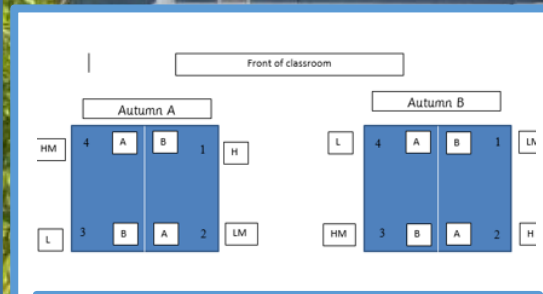 Front of classroom
Autumn A
Autumn B
HM 4 A B 1 H
L 4 A B 1
L 3 B A 2 LM
HM 3 B A 2 H